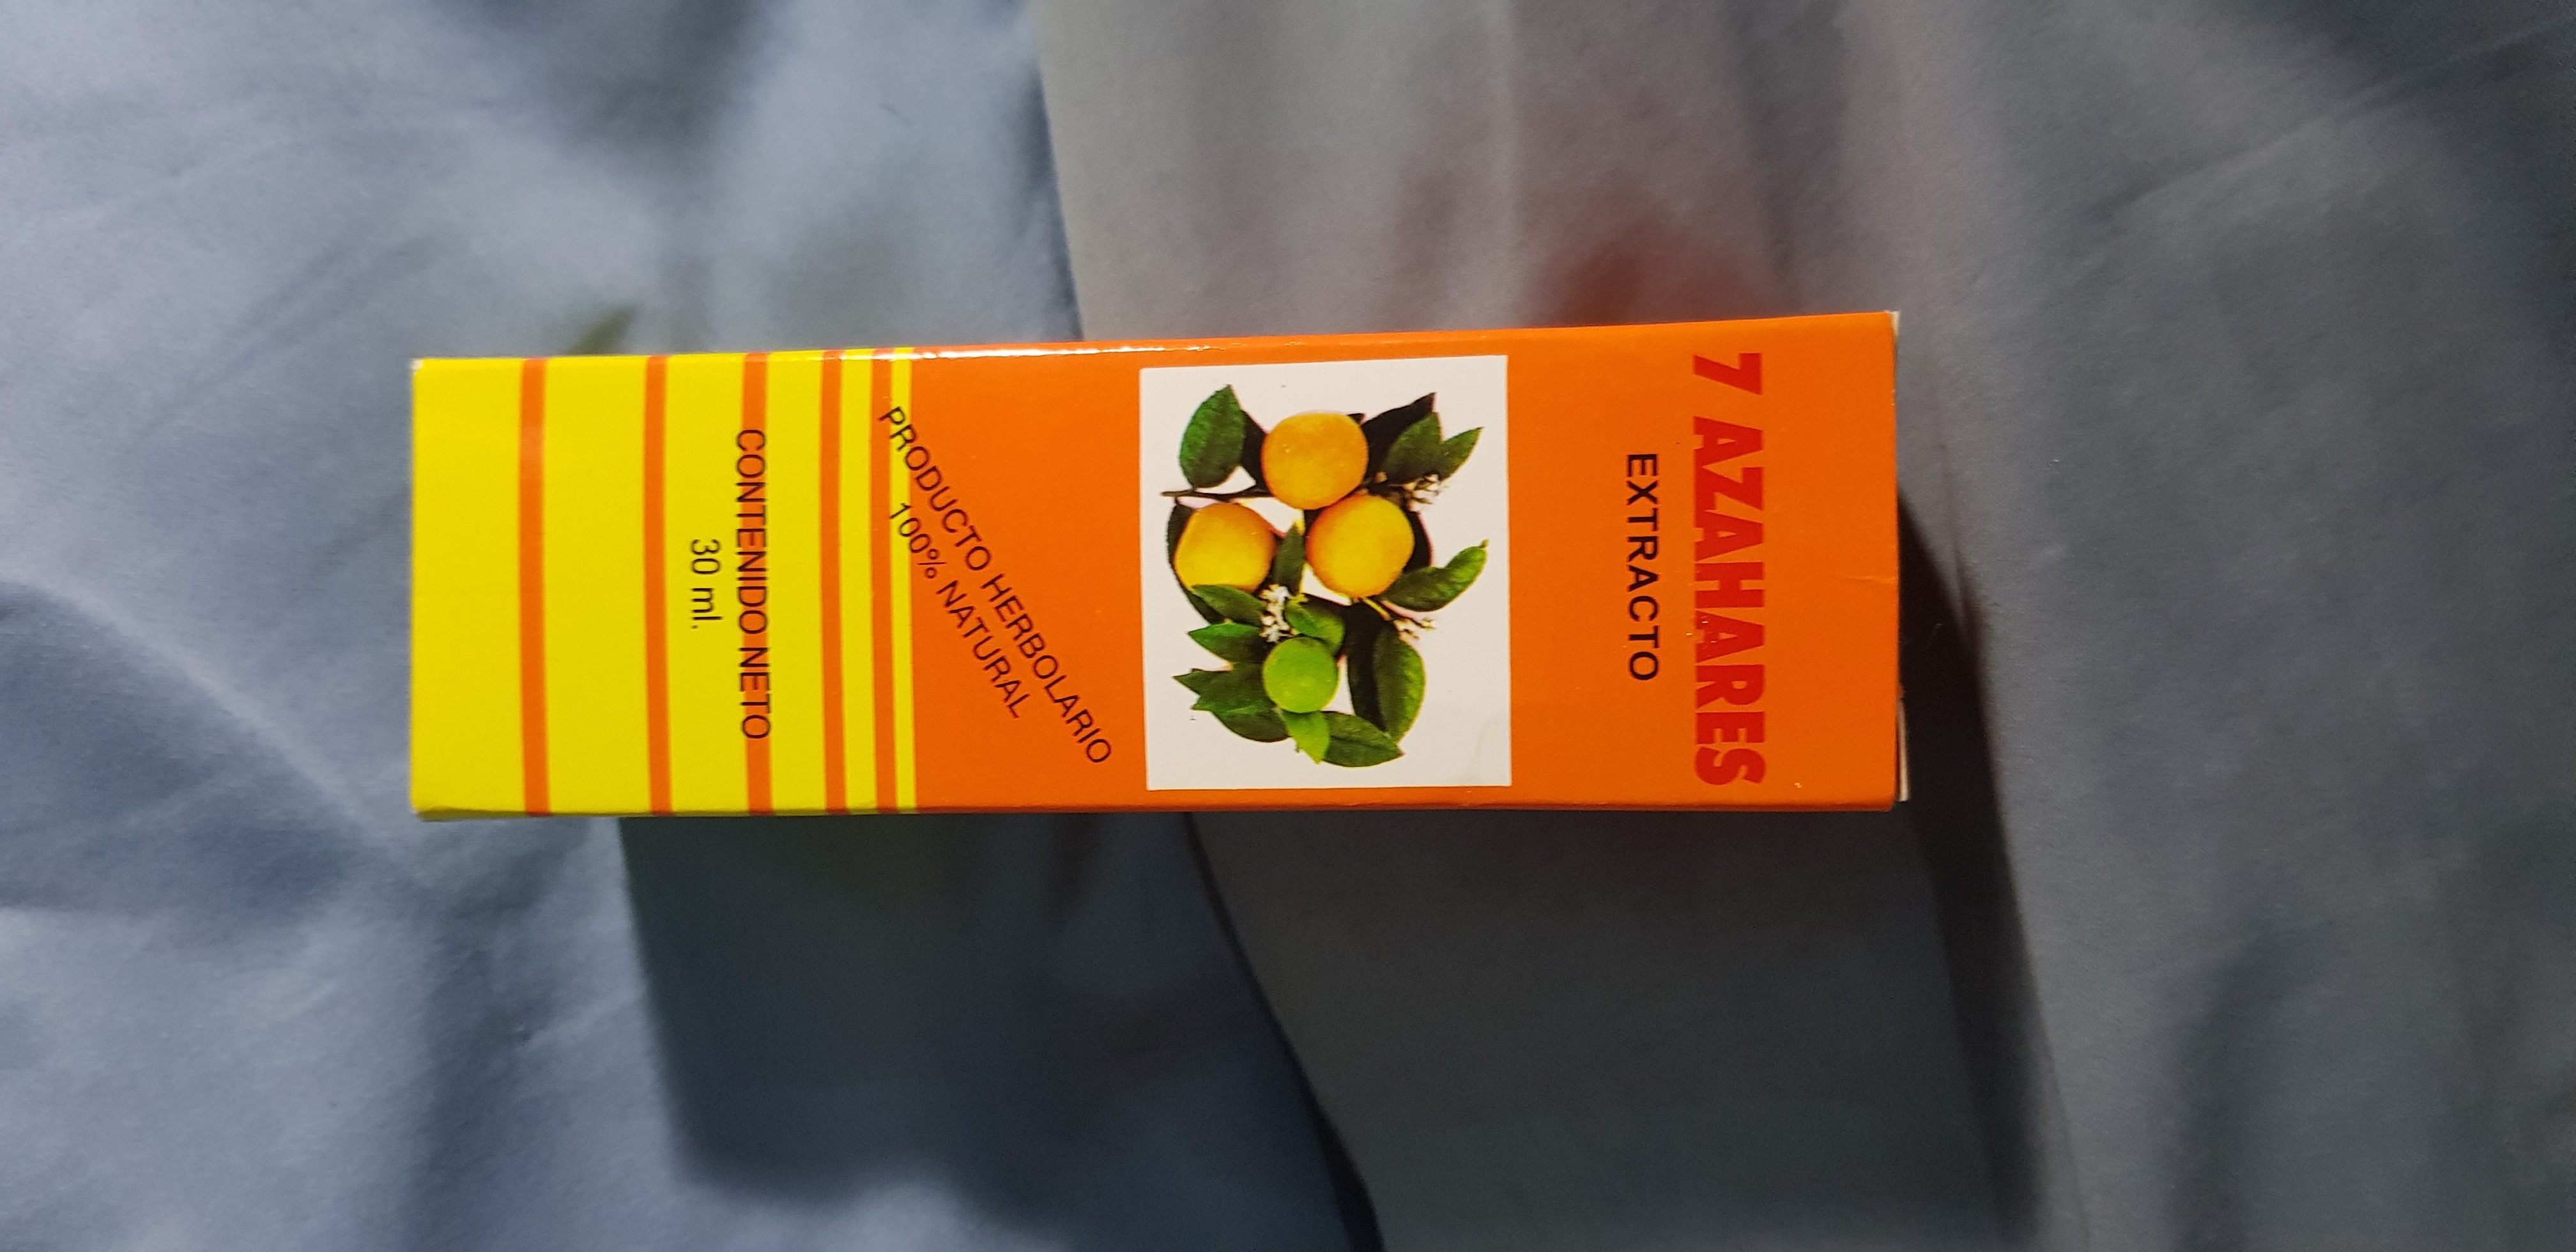 7 AZAHARES
EXTRACTO
PRODUCTO HERBOLARIO
100% NATURAL
CONTENIDO NETO
30 ml.